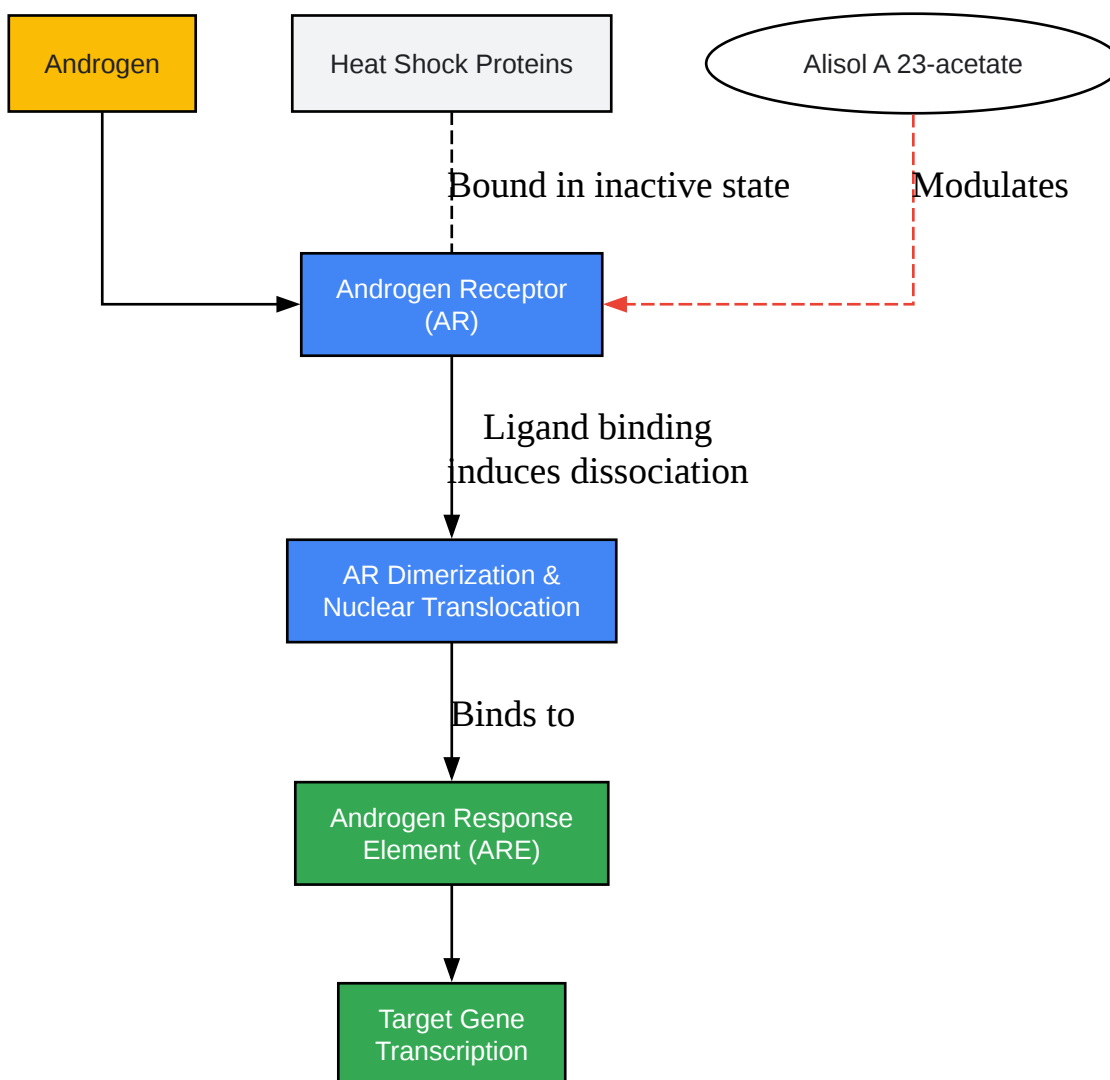 Androgen
Heat Shock Proteins
Alisol A 23-acetate
Bound in inactive state
Modulates
Androgen Receptor
(AR)
Ligand binding
induces dissociation
AR Dimerization &
Nuclear Translocation
Binds to
Androgen Response
Element (ARE)
Target Gene
Transcription